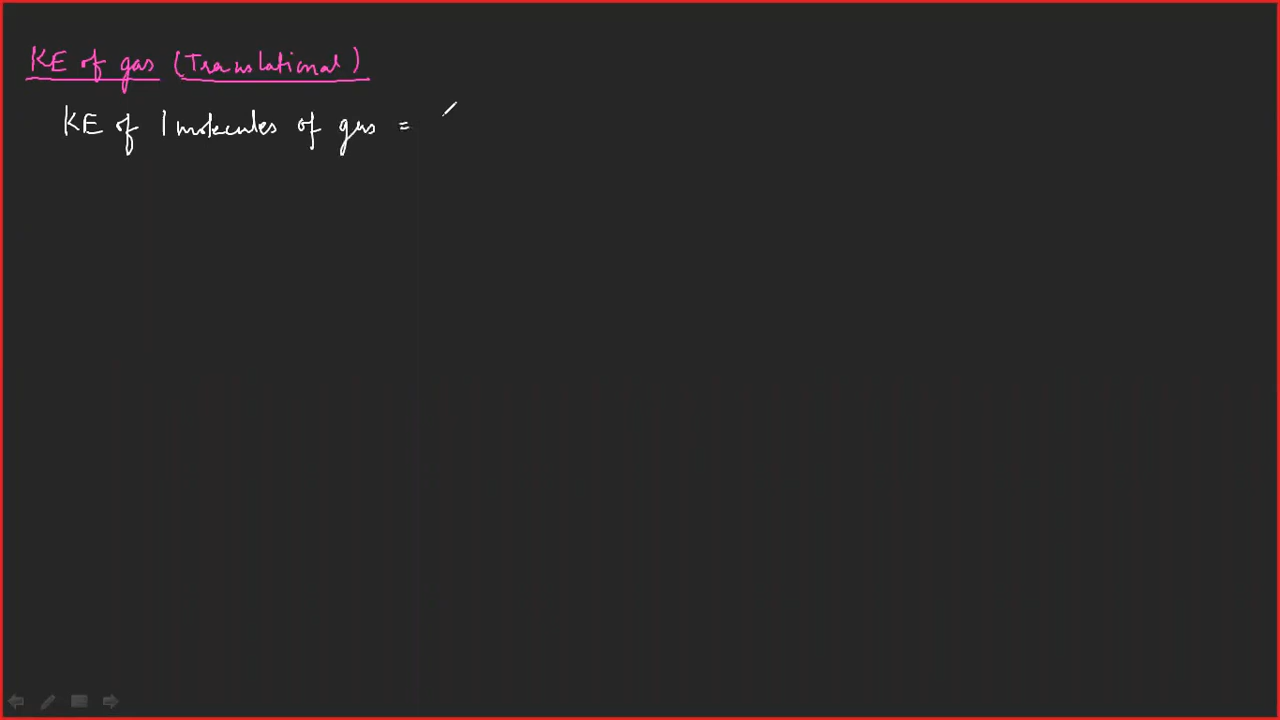 KE of gas (Translational)
KE of 1 molecules of gas =